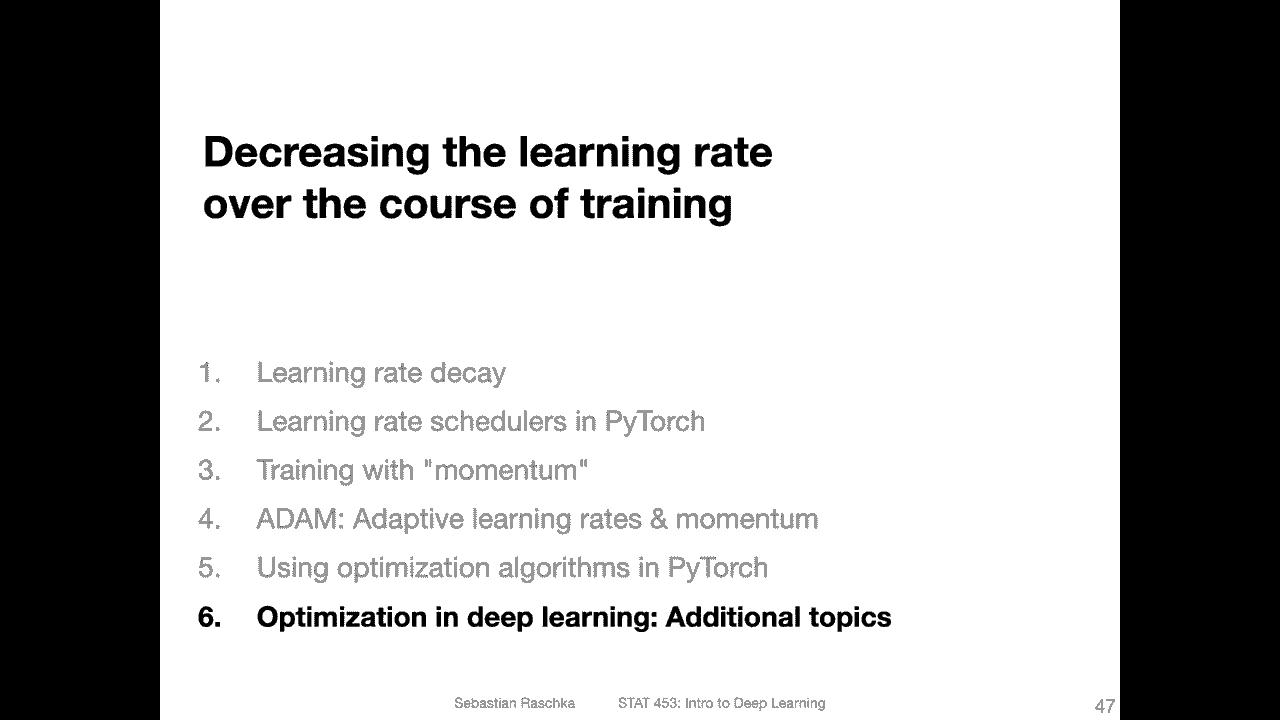 Decreasing the learning rate
over the course of training
1. Learning rate decay
2. Learning rate schedulers in PyTorch
3. Training with "momentum"
4. ADAM: Adaptive learning rates & momentum
5. Using optimization algorithms in PyTorch
6. Optimization in deep learning: Additional topics
Sebastian Raschka STAT 453: Intro to Deep Learning 47